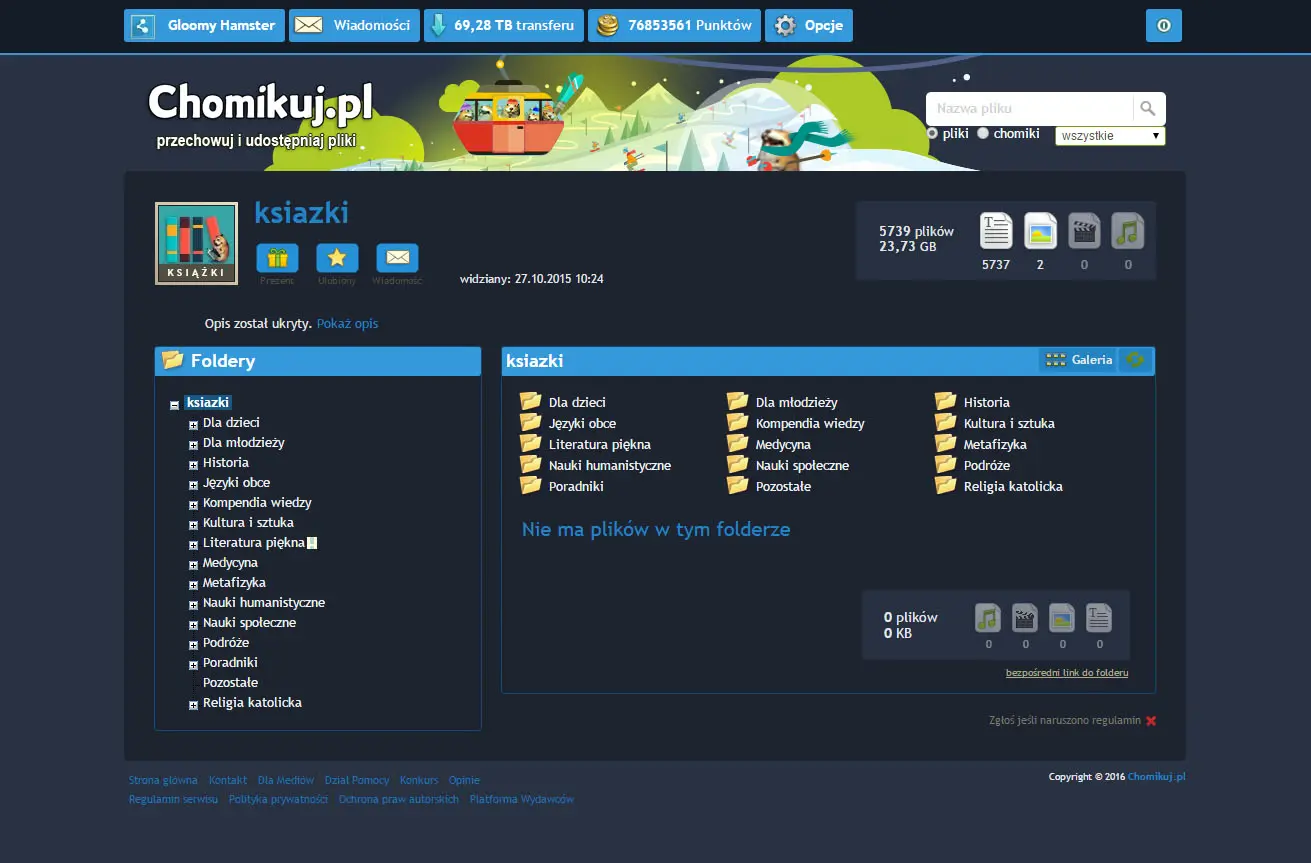 Gloomy Hamster Wiadomości 69,28 TB transferu 76853561 Punktów Opcje
Chomikuj.pl
przechowuj i udostępniaj pliki
Nazwa pliku
pliki chomiki wszystkie
ksiazki
KSIĄŻKI
Prezent Ulubiony Wiadomość
widziany: 27.10.2015 10:24
5739 plików
23,73 GB
5737 2 0 0
Opis został ukryty. Pokaż opis
Foldery
ksiazki
Dla dzieci
Dla młodzieży
Historia
Języki obce
Kompendia wiedzy
Kultura i sztuka
Literatura piękna
Medycyna
Metafizyka
Nauki humanistyczne
Nauki społeczne
Podróże
Poradniki
Pozostałe
Religia katolicka
ksiazki Galeria
Dla dzieci Dla młodzieży Historia
Języki obce Kompendia wiedzy Kultura i sztuka
Literatura piękna Medycyna Metafizyka
Nauki humanistyczne Nauki społeczne Podróże
Poradniki Pozostałe Religia katolicka
Nie ma plików w tym folderze
0 plików
0 KB
0 0 0 0
bezpośredni link do folderu
Zgłoś jeśli naruszono regulamin
Strona główna Kontakt Dla Mediów Dział Pomocy Konkurs Opinie
Regulamin serwisu Polityka prywatności Ochrona praw autorskich Platforma Wydawców
Copyright © 2016 Chomikuj.pl